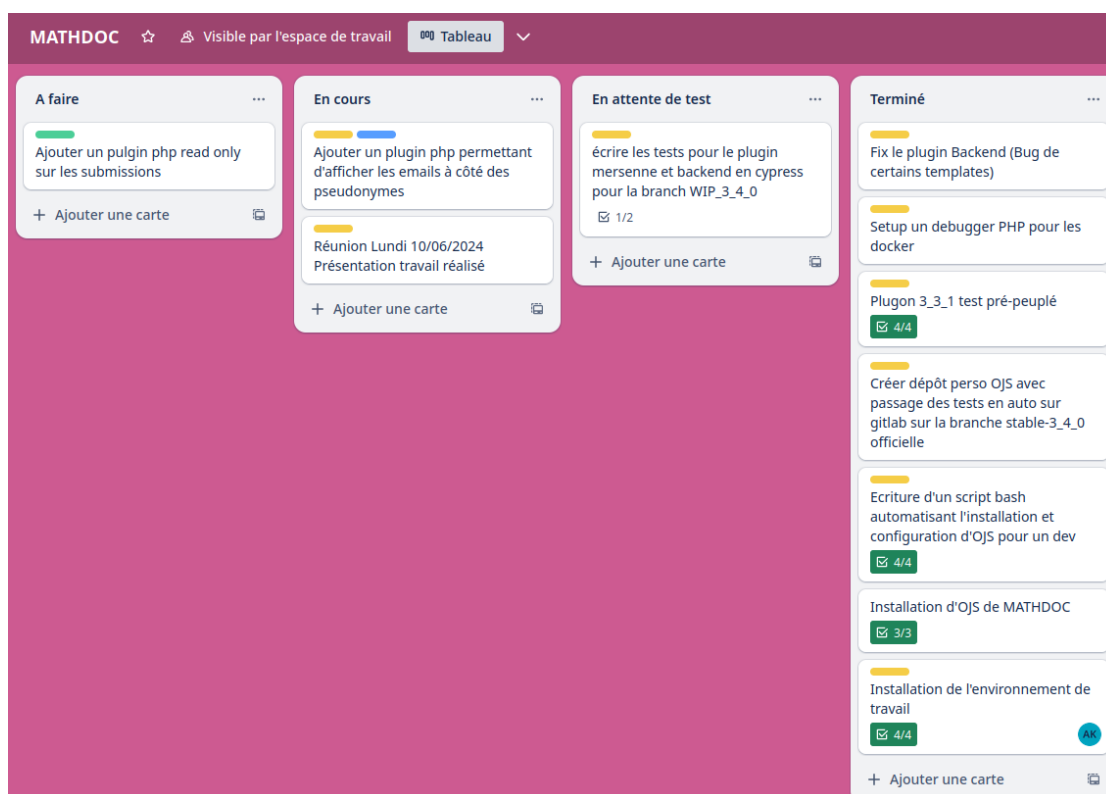 MATHDOC
Visible par l'espace de travail
Tableau
A faire
Ajouter un pulgin php read only
sur les submissions
Ajouter une carte
En cours
Ajouter un plugin php permettant
d'afficher les emails à côté des
pseudonymes
Réunion Lundi 10/06/2024
Présentation travail réalisé
Ajouter une carte
En attente de test
écrire les tests pour le plugin
mersenne et backend en cypress
pour la branch WIP_3_4_0
1/2
Ajouter une carte
Terminé
Fix le plugin Backend (Bug de
certains templates)
Setup un debugger PHP pour les
docker
Plugon 3_3_1 test pré-peuplé
4/4
Créer dépôt perso OJS avec
passage des tests en auto sur
gitlab sur la branche stable-3_4_0
officielle
Ecriture d'un script bash
automatisant l'installation et
configuration d'OJS pour un dev
4/4
Installation d'OJS de MATHDOC
3/3
Installation de l'environnement de
travail
4/4
AK
Ajouter une carte